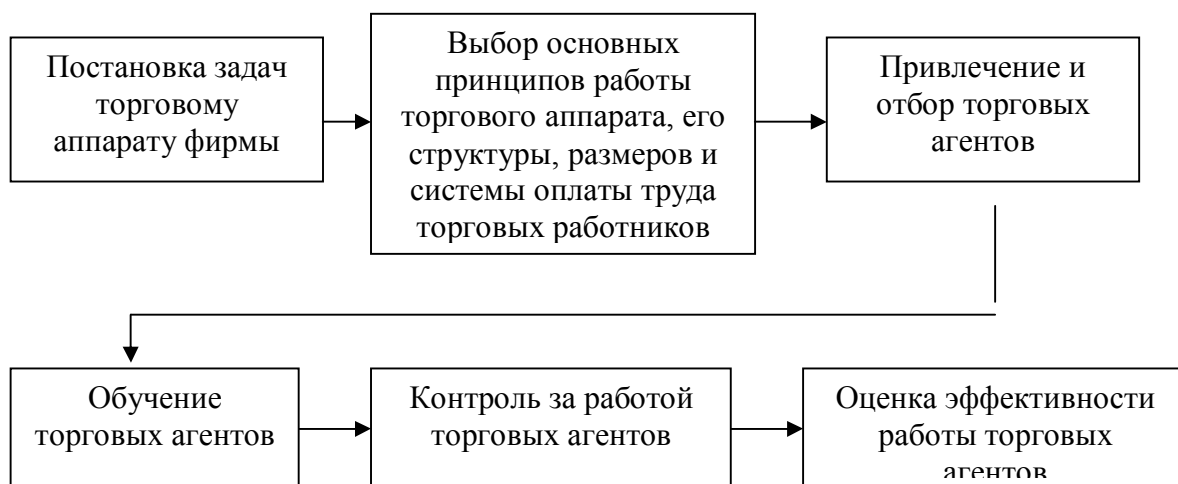 Постановка задач
торговому
аппарату фирмы
Выбор основных
принципов работы
торгового аппарата, его
структуры, размеров и
системы оплаты труда
торговых работников
Привлечение и
отбор торговых
агентов
Обучение
торговых агентов
Контроль за работой
торговых агентов
Оценка эффективности
работы торговых
агентов